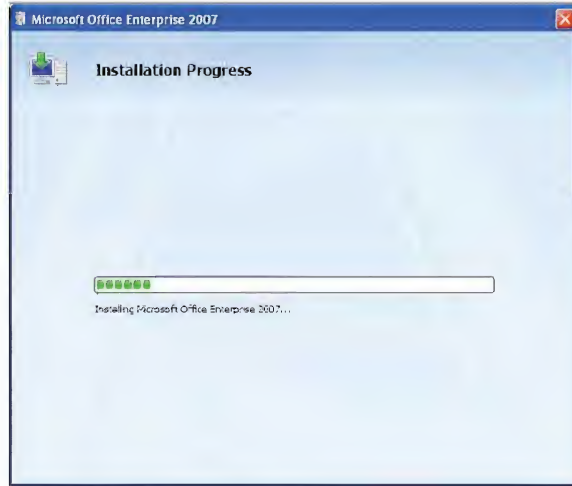 Microsoft Office Enterprise 2007
Installation Progress
Installing Microsoft Office Enterprise 2007...